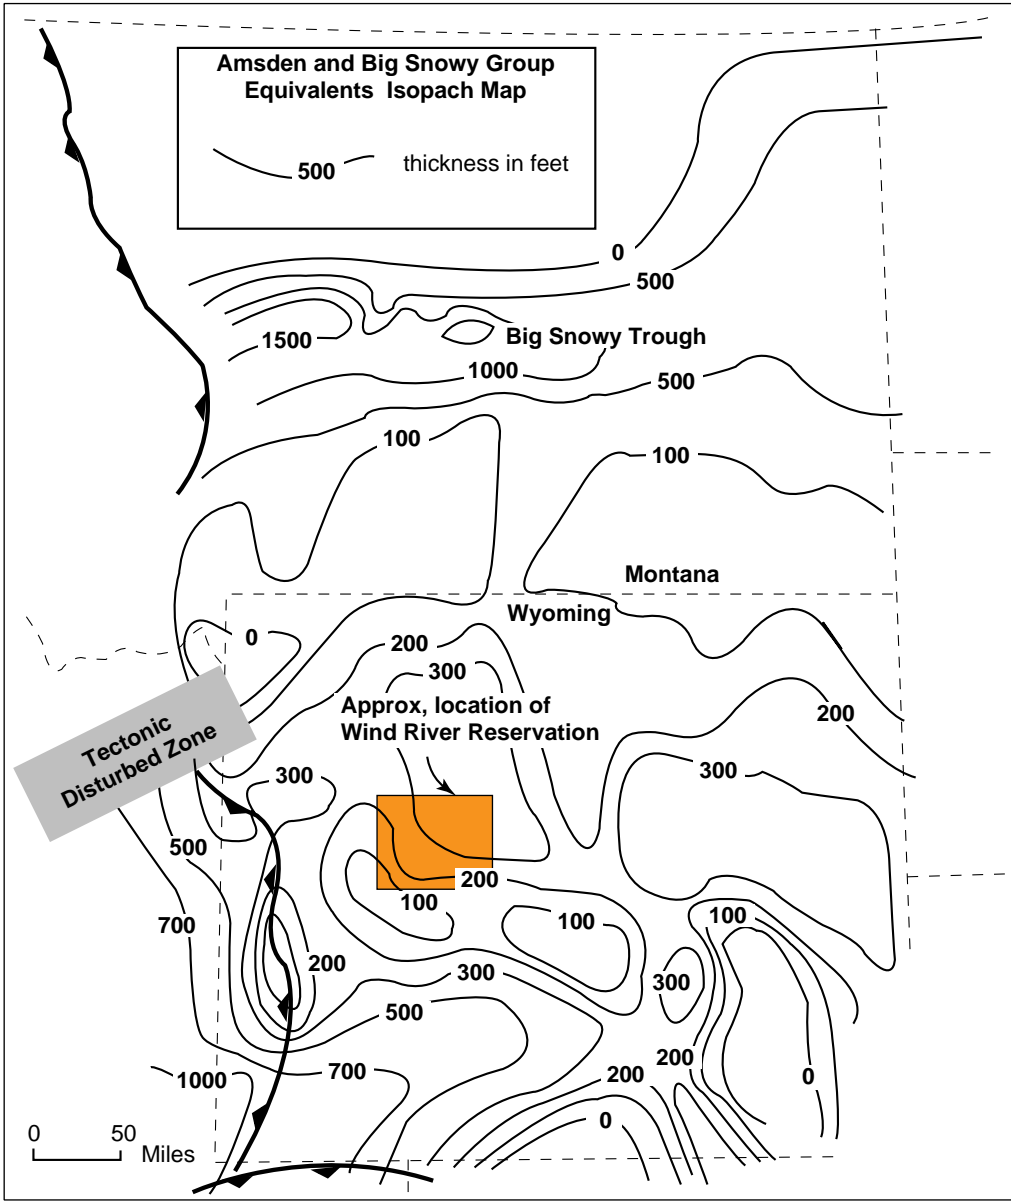 Amsden and Big Snowy Group
Equivalents Isopach Map
500
thickness in feet
0
500
1500
Big Snowy Trough
1000
500
100
100
Montana
Wyoming
0
200
300
Approx, location of
Wind River Reservation
200
Tectonic
Disturbed Zone
300
300
500
200
100
100
100
700
200
300
300
500
200
200
700
1000
0
0
0 50
Miles